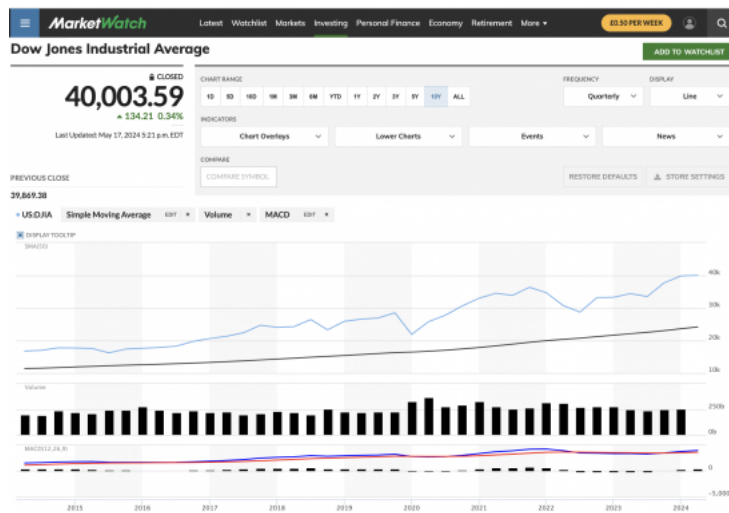 MarketWatch
Latest Watchlist Markets Investing Personal Finance Economy Retirement More ▾
£0.50 PER WEEK
Dow Jones Industrial Average
ADD TO WATCHLIST
CLOSED
40,003.59
▲ 134.21 0.34%
Last Updated: May 17, 2024 5:21 p.m. EDT
PREVIOUS CLOSE
39,869.38
CHART RANGE
1D 5D 10D 1M 3M 6M YTD 1Y 2Y 3Y 5Y 10Y ALL
FREQUENCY
Quarterly
DISPLAY
Line
INDICATORS
Chart Overlays
Lower Charts
Events
News
COMPARE
COMPARE SYMBOL
RESTORE DEFAULTS
STORE SETTINGS
US:DJIA Simple Moving Average EDIT × Volume × MACD EDIT ×
DISPLAY TOOLTIP
SMA(50)
40k
30k
20k
10k
Volume
250b
0b
MACD(12,26,9)
0
-5,000
2015 2016 2017 2018 2019 2020 2021 2022 2023 2024